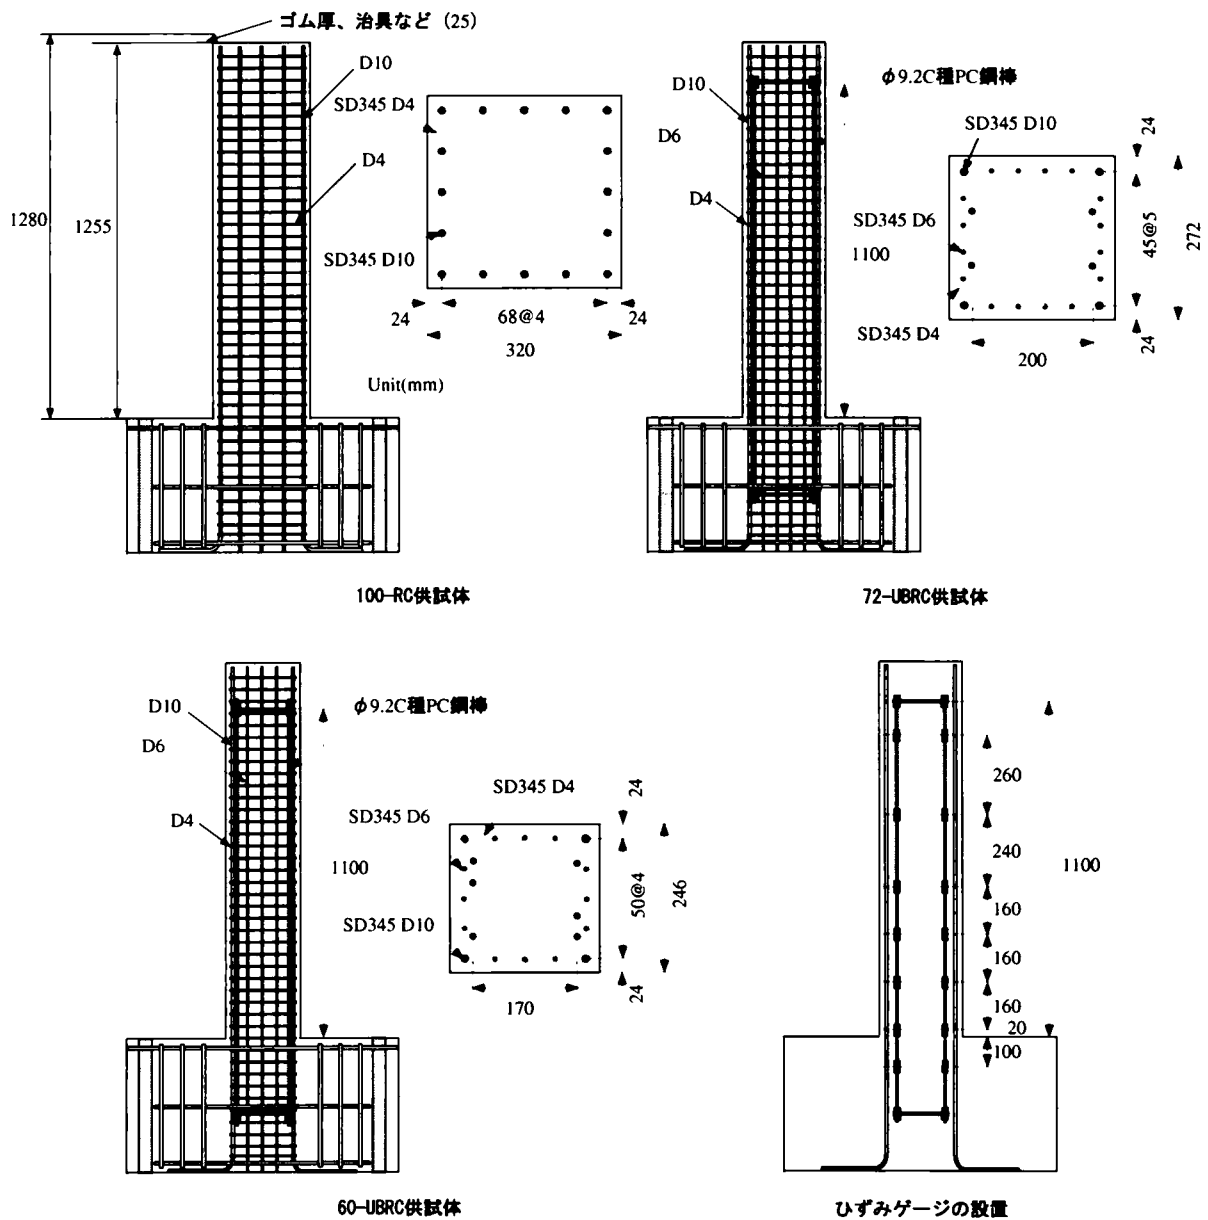 ゴム厚、治具など (25)
D10
SD345 D4
D4
1280
1255
SD345 D10
24
68@4
24
320
Unit(mm)
100-RC供試体
φ9.2C種PC鋼棒
D10
D6
D4
SD345 D10
SD345 D6
1100
SD345 D4
24
45@5
272
24
200
72-UBRC供試体
D10
φ9.2C種PC鋼棒
D6
D4
SD345 D4
SD345 D6
1100
SD345 D10
24
50@4
246
24
170
60-UBRC供試体
260
240
1100
160
160
160
20
100
ひずみゲージの設置